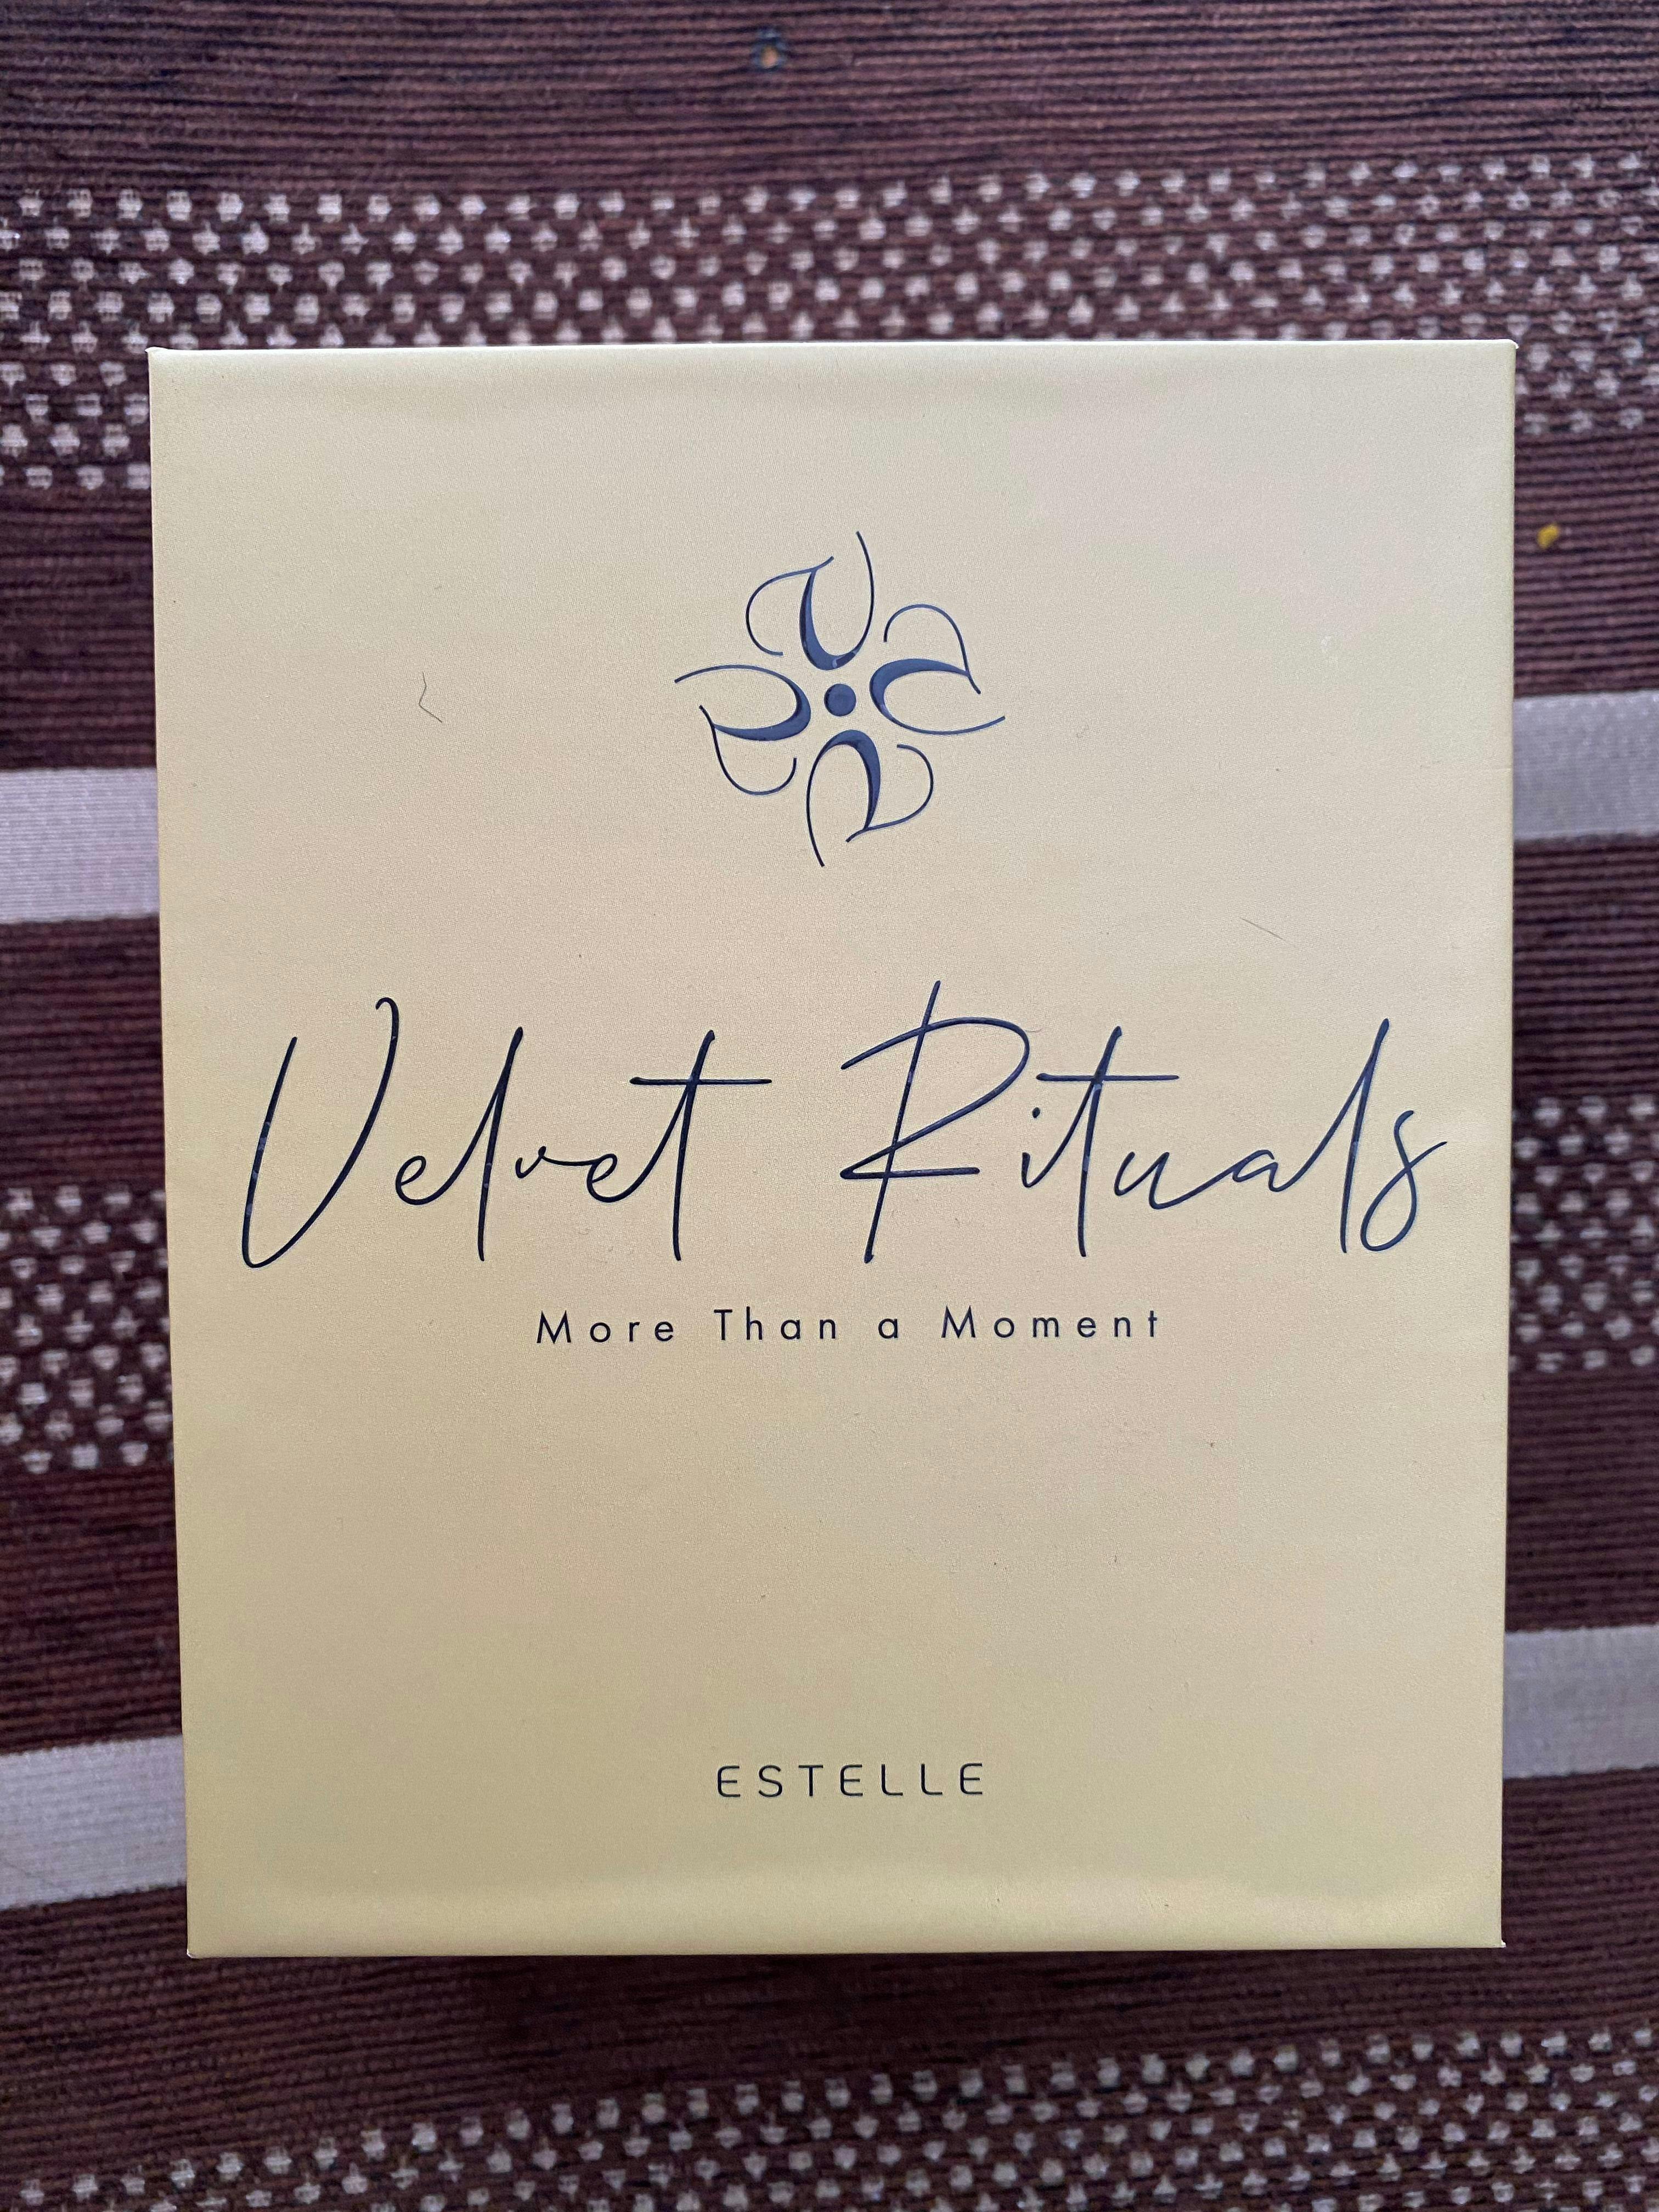 Velvet Rituals
More Than a Moment
ESTELLE